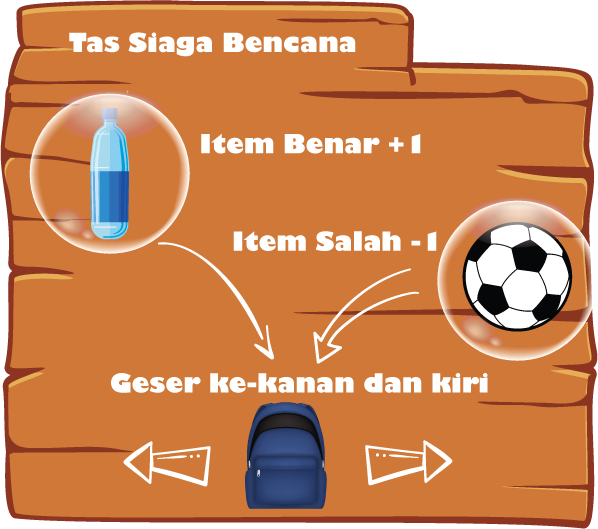 Tas Siaga Bencana
Item Benar +1
Item Salah -1
Geser ke-kanan dan kiri